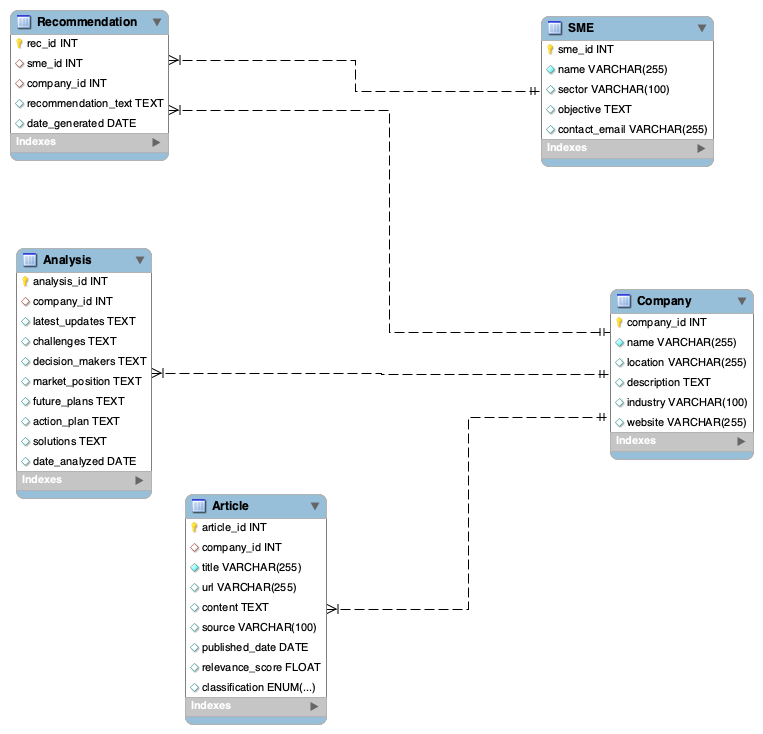 Recommendation
rec_id INT
sme_id INT
company_id INT
recommendation_text TEXT
date_generated DATE
Indexes
SME
sme_id INT
name VARCHAR(255)
sector VARCHAR(100)
objective TEXT
contact_email VARCHAR(255)
Indexes
Analysis
analysis_id INT
company_id INT
latest_updates TEXT
challenges TEXT
decision_makers TEXT
market_position TEXT
future_plans TEXT
action_plan TEXT
solutions TEXT
date_analyzed DATE
Indexes
Company
company_id INT
name VARCHAR(255)
location VARCHAR(255)
description TEXT
industry VARCHAR(100)
website VARCHAR(255)
Indexes
Article
article_id INT
company_id INT
title VARCHAR(255)
url VARCHAR(255)
content TEXT
source VARCHAR(100)
published_date DATE
relevance_score FLOAT
classification ENUM(...)
Indexes